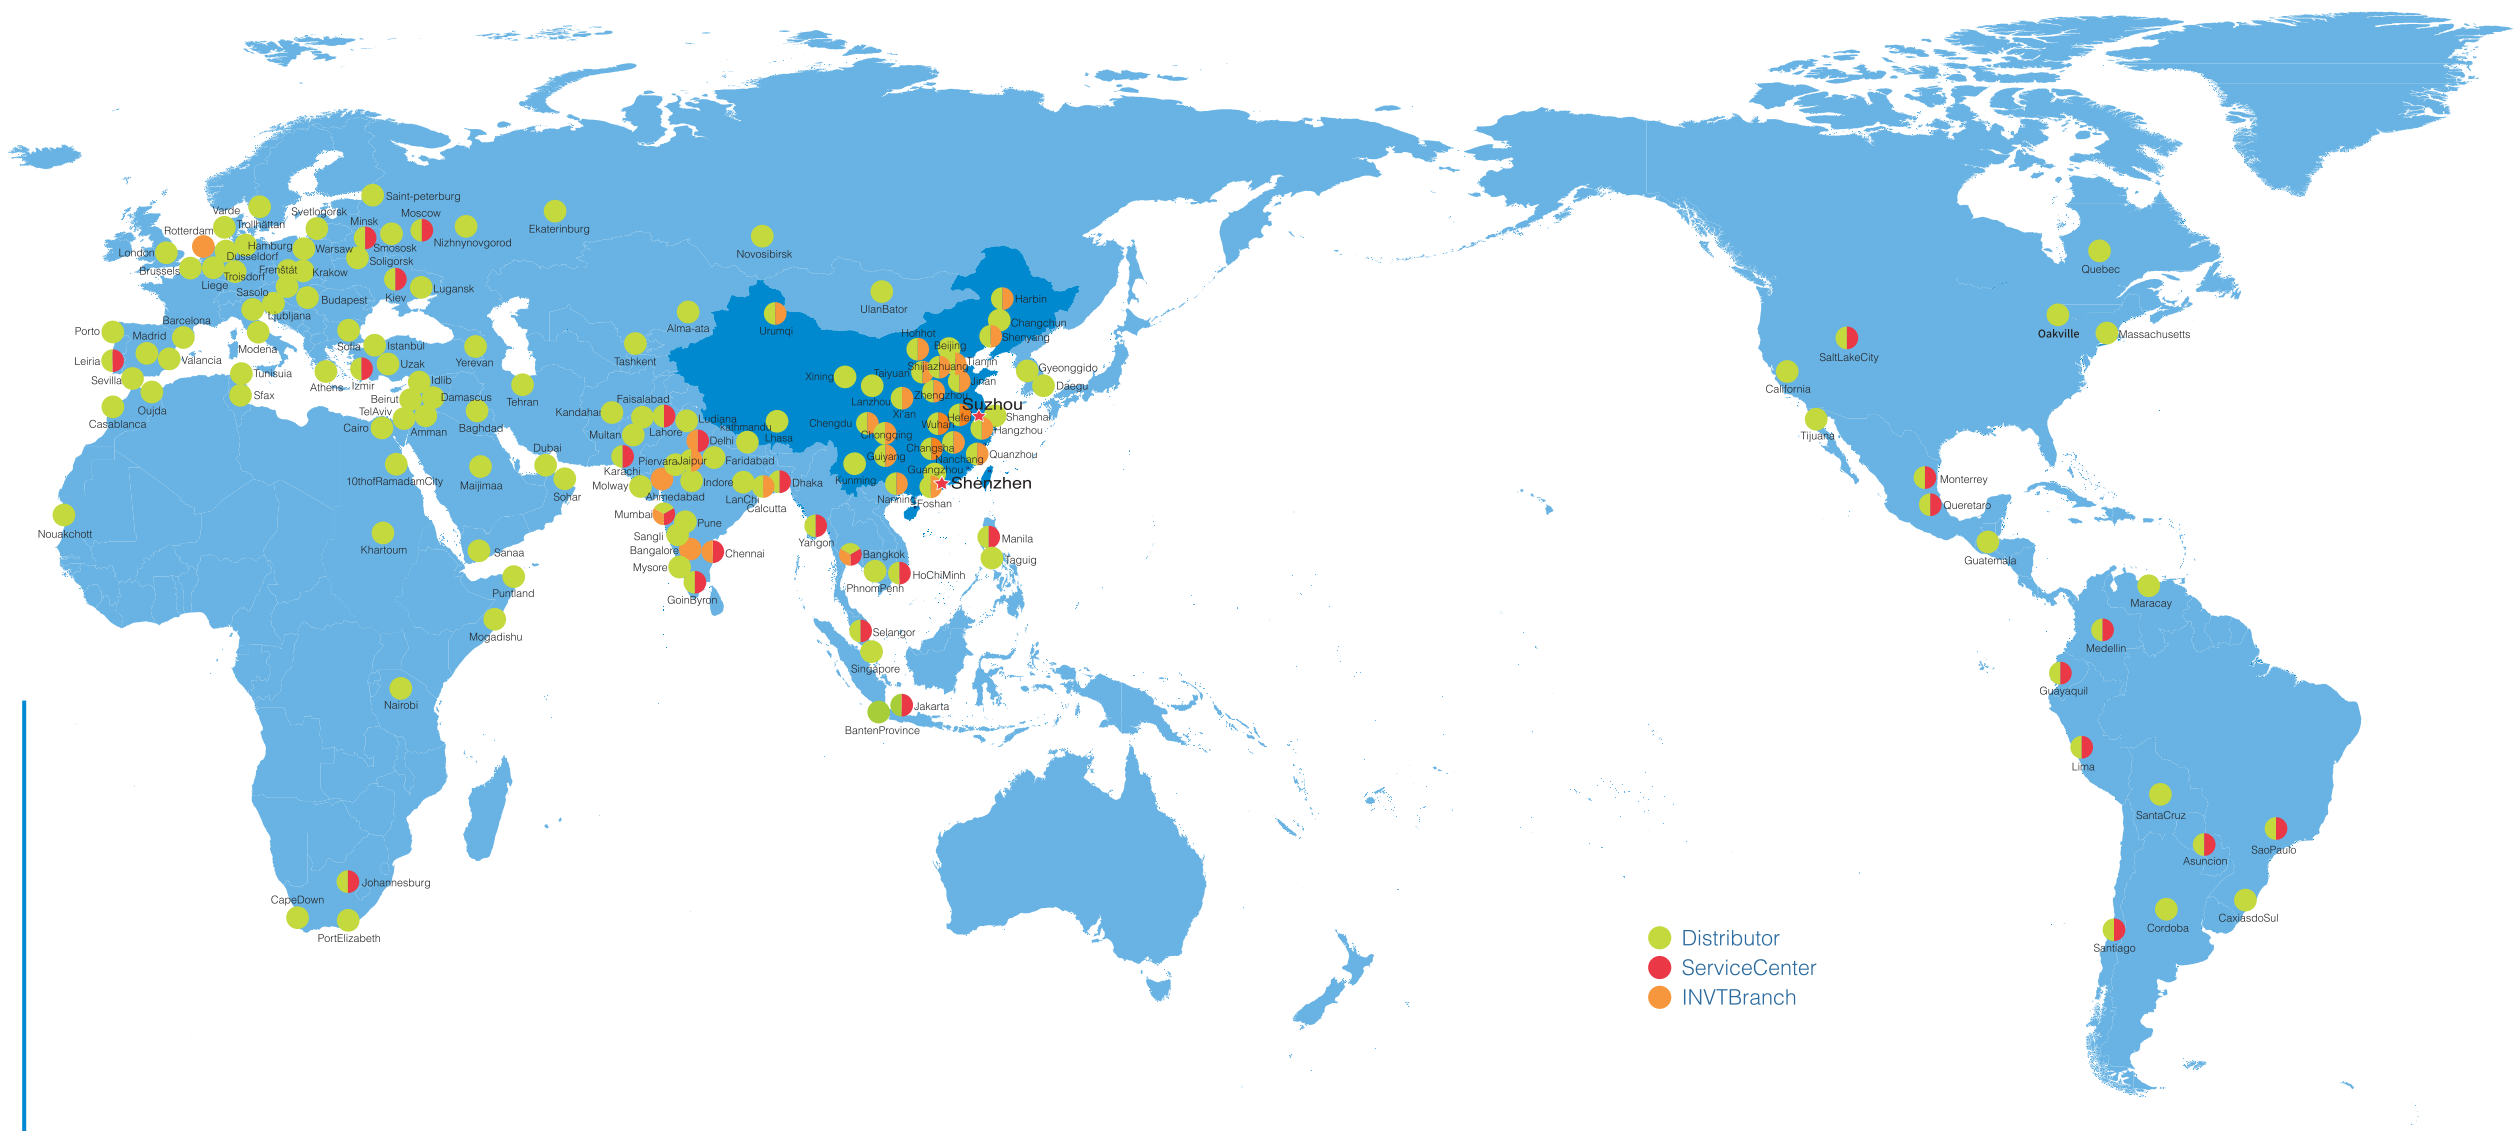 Saint-peterburg
Varde
Trollhattan
Svetlogorsk
Moscow
Minsk
Rotterdam
Ekaterinburg
Nizhnynovgorod
London
Hamburg
Warsaw
Smososk
Dusseldorf
Novosibirsk
Soligorsk
Brussels
Troisdorf
Frenštát
Krakow
Liege
Sasolo
Budapest
Kiev
Lugansk
Ljubljana
Barcelona
Porto
Madrid
Modena
Sofia
Istanbul
Leiria
Valancia
Uzak
Yerevan
Sevilla
Tunisuia
Athens
Izmir
Idlib
Sfax
Beirut
Damascus
Tehran
Casablanca
Oujda
TelAviv
Cairo
Amman
Baghdad
10thofRamadamCity
Maijimaa
Dubai
Sohar
Nouakchott
Khartoum
Sanaa
Puntland
Mogadishu
Nairobi
Johannesburg
CapeDown
PortElizabeth
Alma-ata
Tashkent
UlanBator
Urumqi
Harbin
Changchun
Shenyang
Hohhot
Beijing
Tianjin
Shijiazhuang
Taiyuan
Jinan
Xining
Lanzhou
Zhengzhou
Xi'an
Gyeonggido
Daegu
Suzhou
Hefei
Shanghai
Wuhan
Hangzhou
Chengdu
Chongqing
Lhasa
Changsha
Nanchang
Quanzhou
Guiyang
Guangzhou
Kunming
Nanning
Foshan
Shenzhen
Kandahar
Faisalabad
Lahore
Ludiana
Kathmandu
Multan
Delhi
Karachi
Piervara
Jaipur
Faridabad
Molway
Ahmedabad
Indore
LanChi
Calcutta
Dhaka
Mumbai
Pune
Sangli
Bangalore
Chennai
Mysore
GoinByron
Yangon
Bangkok
PhnomPenh
HoChiMinh
Manila
Taguig
Selangor
Singapore
Jakarta
BantenProvince
Quebec
Oakville
Massachusetts
SaltLakeCity
California
Tijuana
Monterrey
Queretaro
Guatemala
Maracay
Medellin
Guayaquil
Lima
SantaCruz
SaoPaulo
Asuncion
CaxiasdoSul
Cordoba
Santiago
Distributor
ServiceCenter
INVTBranch